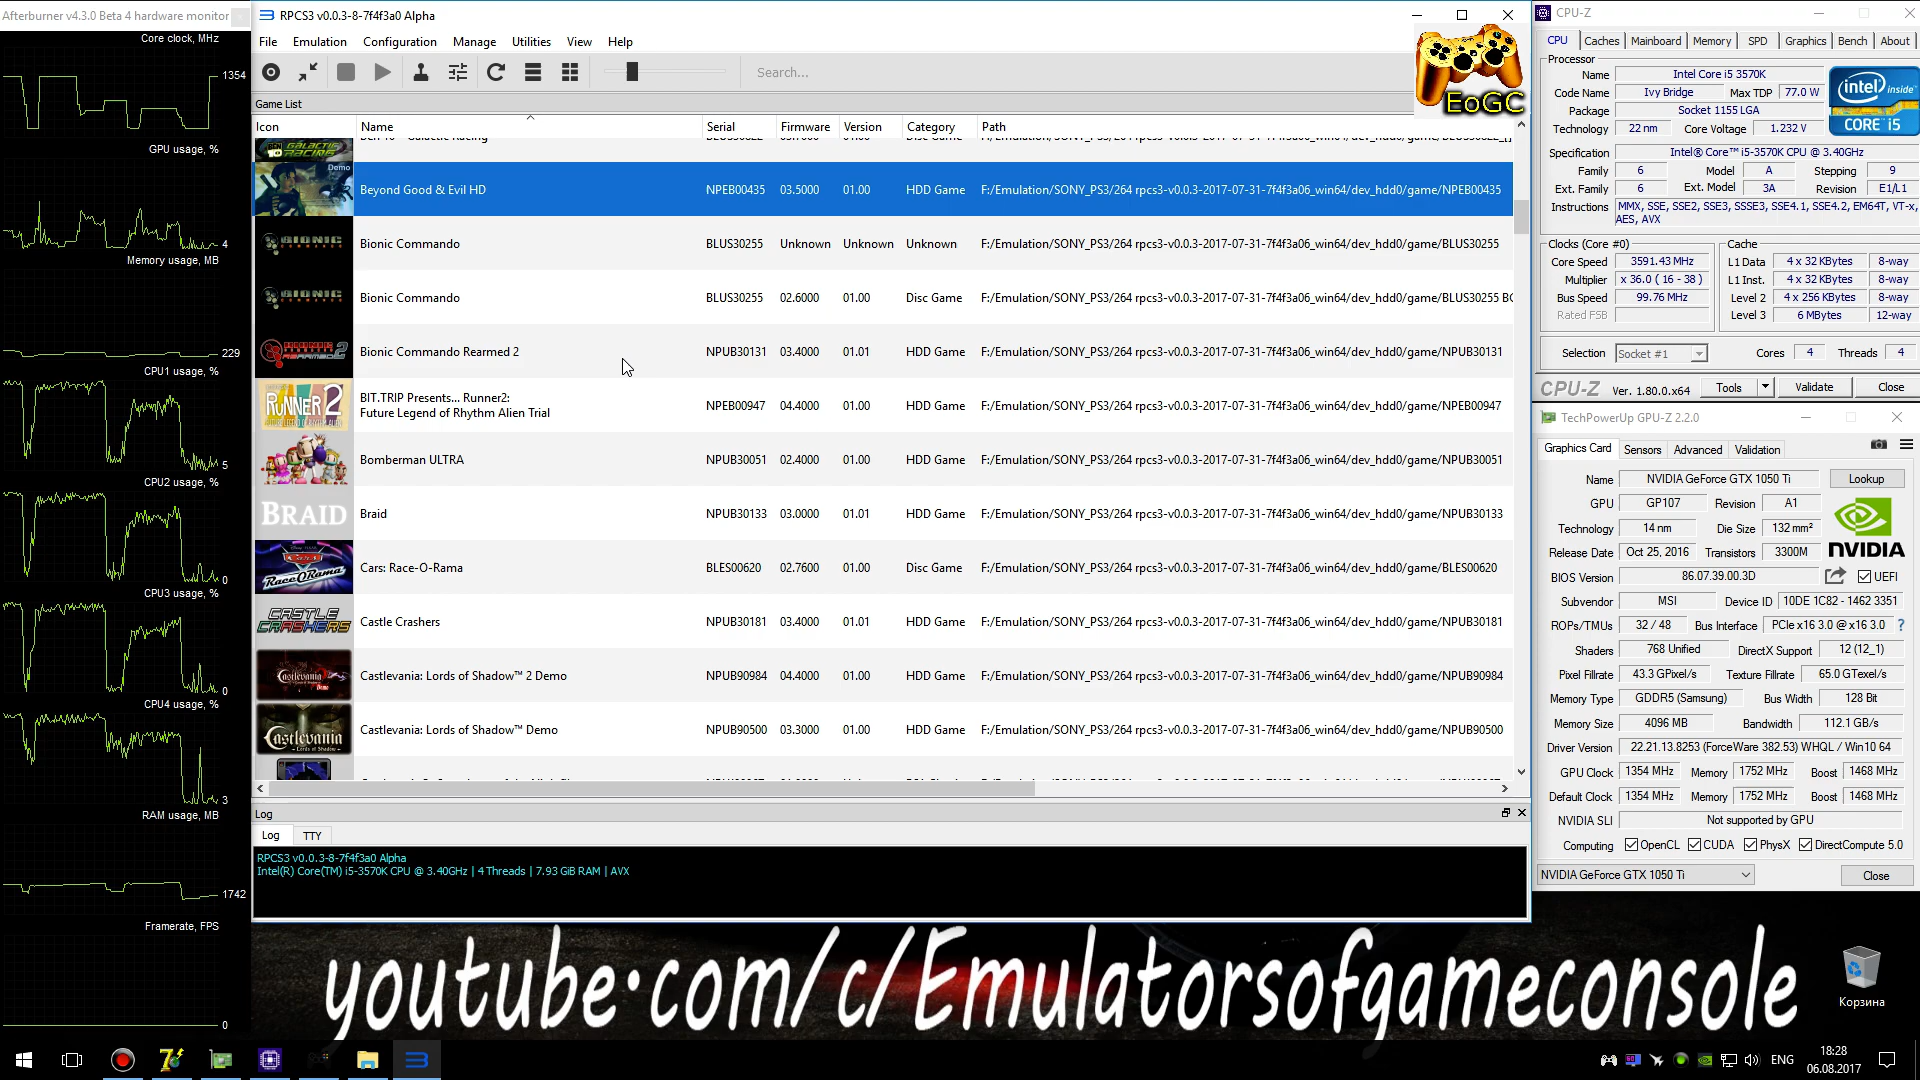 Afterburner v4.3.0 Beta 4 hardware monitor
Core clock, MHz
1354
GPU usage, %
4
Memory usage, MB
229
CPU1 usage, %
5
CPU2 usage, %
0
CPU3 usage, %
0
CPU4 usage, %
3
RAM usage, MB
1742
Framerate, FPS
0
RPCS3 v0.0.3-8-7f4f3a0 Alpha
File Emulation Configuration Manage Utilities View Help
Search...
EoGC
Game List
Icon Name Serial Firmware Version Category Path
Beyond Good & Evil HD NPEB00435 03.5000 01.00 HDD Game F:/Emulation/SONY_PS3/264 rpcs3-v0.0.3-2017-07-31-7f4f3a06_win64/dev_hdd0/game/NPEB00435
Demo
Bionic Commando BLUS30255 Unknown Unknown Unknown F:/Emulation/SONY_PS3/264 rpcs3-v0.0.3-2017-07-31-7f4f3a06_win64/dev_hdd0/game/BLUS30255
Bionic Commando BLUS30255 02.6000 01.00 Disc Game F:/Emulation/SONY_PS3/264 rpcs3-v0.0.3-2017-07-31-7f4f3a06_win64/dev_hdd0/game/BLUS30255
Bionic Commando Rearmed 2 NPUB30131 03.4000 01.01 HDD Game F:/Emulation/SONY_PS3/264 rpcs3-v0.0.3-2017-07-31-7f4f3a06_win64/dev_hdd0/game/NPUB30131
RUNNER 2
BIT.TRIP Presents... Runner2:
Future Legend of Rhythm Alien Trial NPEB00947 04.4000 01.00 HDD Game F:/Emulation/SONY_PS3/264 rpcs3-v0.0.3-2017-07-31-7f4f3a06_win64/dev_hdd0/game/NPEB00947
Bomberman ULTRA NPUB30051 02.4000 01.00 HDD Game F:/Emulation/SONY_PS3/264 rpcs3-v0.0.3-2017-07-31-7f4f3a06_win64/dev_hdd0/game/NPUB30051
BRAID Braid NPUB30133 03.0000 01.01 HDD Game F:/Emulation/SONY_PS3/264 rpcs3-v0.0.3-2017-07-31-7f4f3a06_win64/dev_hdd0/game/NPUB30133
Cars: Race-O-Rama BLES00620 02.7600 01.00 Disc Game F:/Emulation/SONY_PS3/264 rpcs3-v0.0.3-2017-07-31-7f4f3a06_win64/dev_hdd0/game/BLES00620
CASTLE CRASHERS Castle Crashers NPUB30181 03.4000 01.01 HDD Game F:/Emulation/SONY_PS3/264 rpcs3-v0.0.3-2017-07-31-7f4f3a06_win64/dev_hdd0/game/NPUB30181
Castlevania Castlevania: Lords of Shadow™ 2 Demo NPUB90984 04.4000 01.00 HDD Game F:/Emulation/SONY_PS3/264 rpcs3-v0.0.3-2017-07-31-7f4f3a06_win64/dev_hdd0/game/NPUB90984
Castlevania Castlevania: Lords of Shadow™ Demo NPUB90500 03.3000 01.00 HDD Game F:/Emulation/SONY_PS3/264 rpcs3-v0.0.3-2017-07-31-7f4f3a06_win64/dev_hdd0/game/NPUB90500
Log
Log TTY
RPCS3 v0.0.3-8-7f4f3a0 Alpha
Intel(R) Core(TM) i5-3570K CPU @ 3.40GHz | 4 Threads | 7.93 GiB RAM | AVX
CPU-Z
CPU Caches Mainboard Memory SPD Graphics Bench About
Processor
Name Intel Core i5 3570K
Code Name Ivy Bridge Max TDP 77.0 W
Package Socket 1155 LGA
Technology 22 nm Core Voltage 1.232 V
intel inside™
CORE i5
Specification Intel® Core™ i5-3570K CPU @ 3.40GHz
Family 6 Model A Stepping 9
Ext. Family 6 Ext. Model 3A Revision E1/L1
Instructions MMX, SSE, SSE2, SSE3, SSSE3, SSE4.1, SSE4.2, EM64T, VT-x,
AES, AVX
Clocks (Core #0) Cache
Core Speed 3591.43 MHz L1 Data 4 x 32 KBytes 8-way
Multiplier x 36.0 ( 16 - 38 ) L1 Inst. 4 x 32 KBytes 8-way
Bus Speed 99.76 MHz Level 2 4 x 256 KBytes 8-way
Rated FSB Level 3 6 MBytes 12-way
Selection Socket #1 Cores 4 Threads 4
CPU-Z Ver. 1.80.0.x64 Tools Validate Close
TechPowerUp GPU-Z 2.2.0
Graphics Card Sensors Advanced Validation
Name NVIDIA GeForce GTX 1050 Ti Lookup
GPU GP107 Revision A1
Technology 14 nm Die Size 132 mm²
Release Date Oct 25, 2016 Transistors 3300M
NVIDIA
BIOS Version 86.07.39.00.3D UEFI
Subvendor MSI Device ID 10DE 1C82 - 1462 3351
ROPs/TMUs 32 / 48 Bus Interface PCIe x16 3.0 @ x16 3.0 ?
Shaders 768 Unified DirectX Support 12 (12_1)
Pixel Fillrate 43.3 GPixel/s Texture Fillrate 65.0 GTexel/s
Memory Type GDDR5 (Samsung) Bus Width 128 Bit
Memory Size 4096 MB Bandwidth 112.1 GB/s
Driver Version 22.21.13.8253 (ForceWare 382.53) WHQL / Win10 64
GPU Clock 1354 MHz Memory 1752 MHz Boost 1468 MHz
Default Clock 1354 MHz Memory 1752 MHz Boost 1468 MHz
NVIDIA SLI Not supported by GPU
Computing OpenCL CUDA PhysX DirectCompute 5.0
NVIDIA GeForce GTX 1050 Ti Close
youtube.com/c/Emulatorsofgameconsole
Корзина
ENG
18:28
06.08.2017